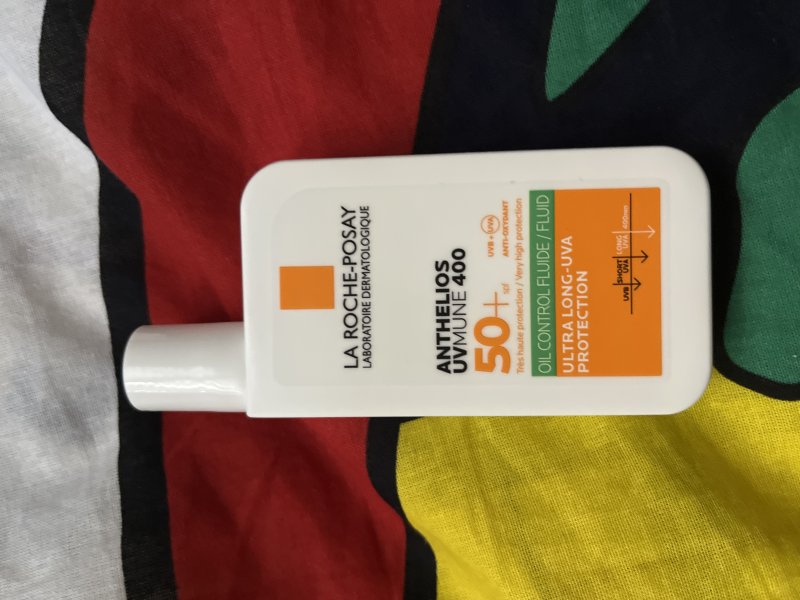 LA ROCHE-POSAY
LABORATOIRE DERMATOLOGIQUE
ANTHELIOS
UVMUNE 400
50+ spf
UVB + UVA
ANTI-OXYDANT
Très haute protection / Very high protection
OIL CONTROL FLUIDE / FLUID
ULTRA LONG-UVA
PROTECTION
UVB
SHORT UVA
LONG UVA
400nm